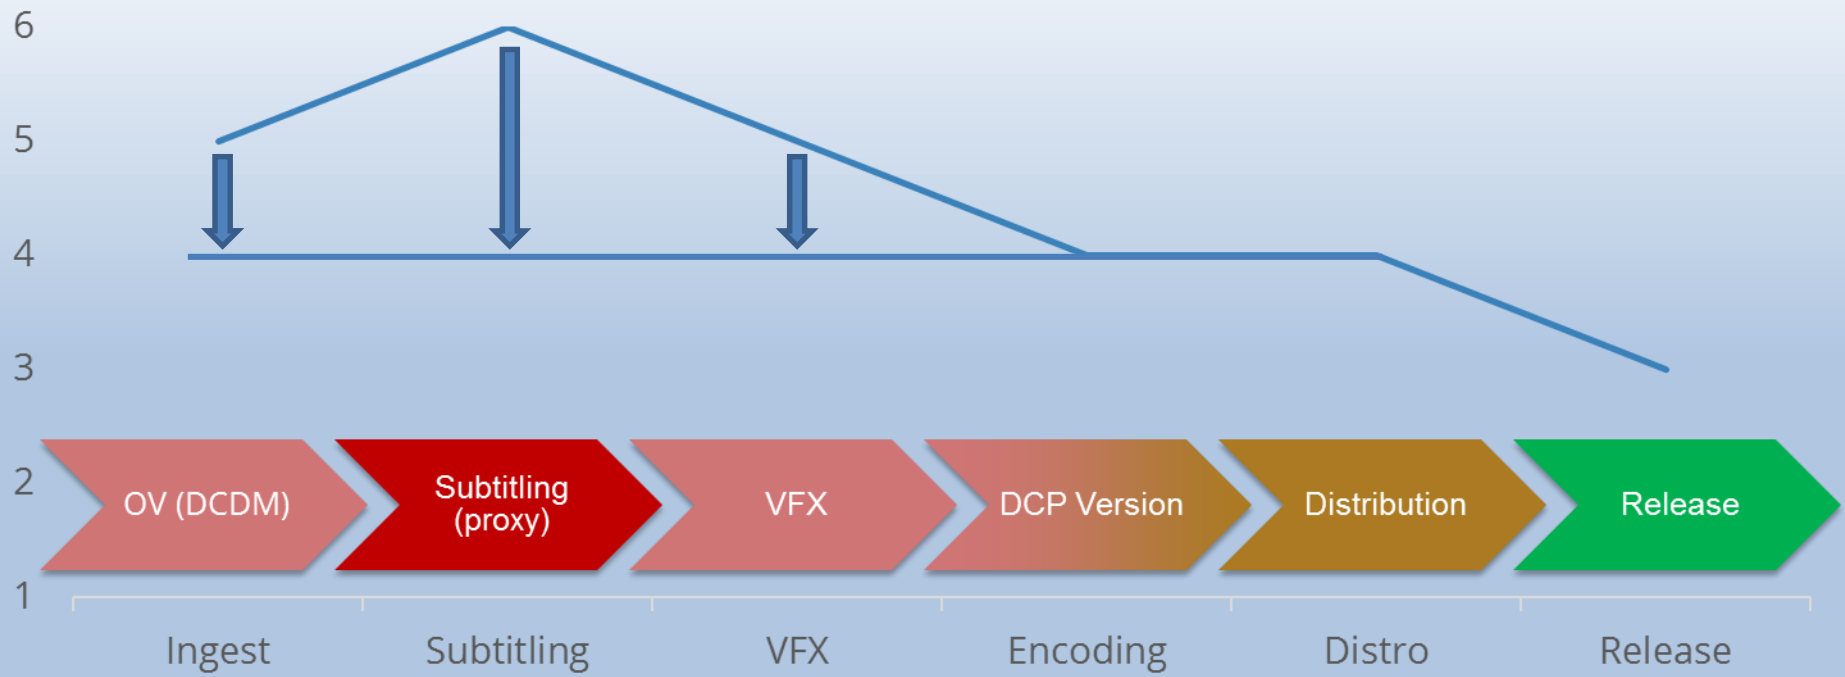 6
5
4
3
2
1
OV (DCDM)
Subtitling
(proxy)
VFX
DCP Version
Distribution
Release
Ingest
Subtitling
VFX
Encoding
Distro
Release